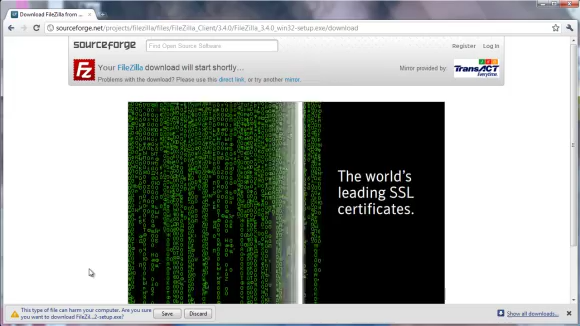 Download FileZilla from ...
sourceforge.net/projects/filezilla/files/FileZilla_Client/3.4.0/FileZilla_3.4.0_win32-setup.exe/download
sourceforge
Find Open Source Software
Register
Log In
Fz
Your FileZilla download will start shortly...
Problems with the download? Please use this direct link, or try another mirror.
Mirror provided by:
TransACT
Everytime
The world's
leading SSL
certificates.
This type of file can harm your computer. Are you sure
you want to download FileZil...2-setup.exe?
Save
Discard
Show all downloads...